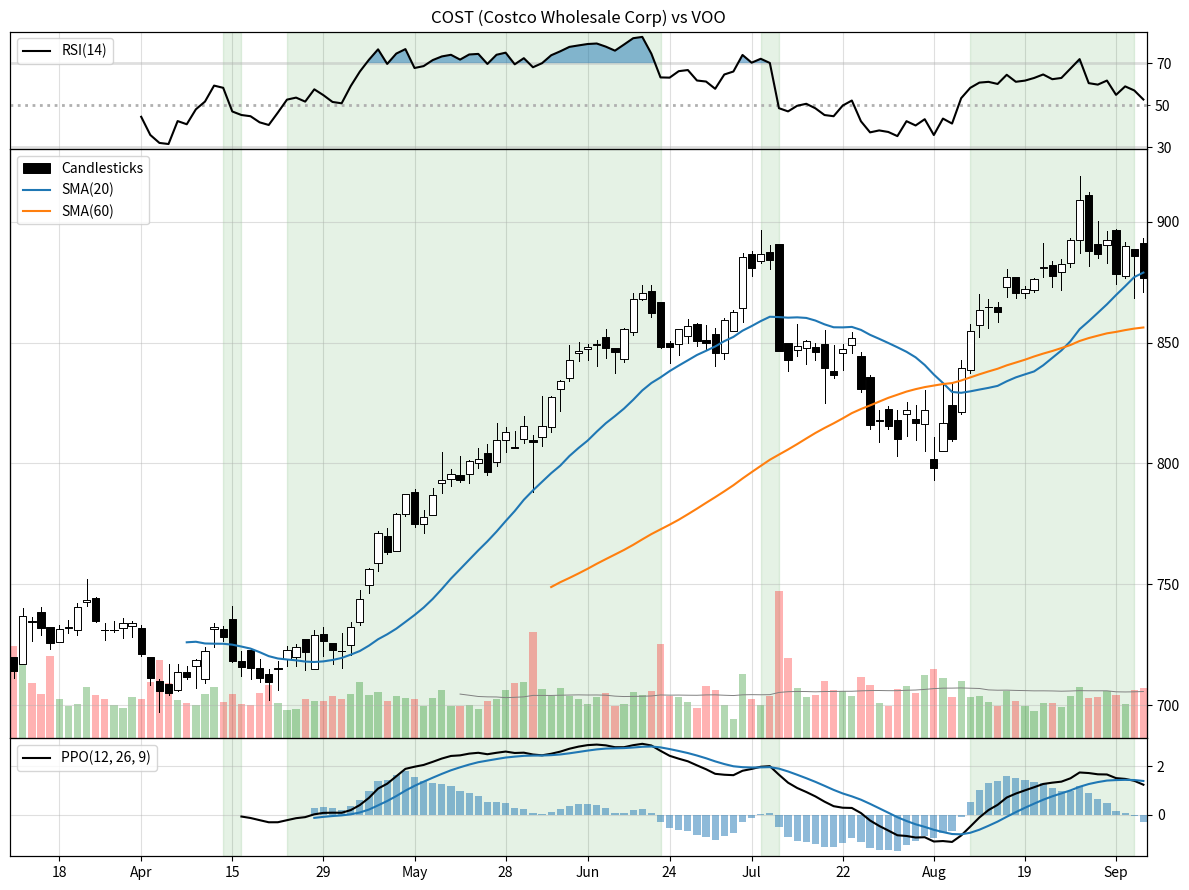 COST (Costco Wholesale Corp) vs VOO
RSI(14)
70
50
30
Candlesticks
SMA(20)
SMA(60)
900
850
800
750
700
PPO(12, 26, 9)
2
0
18 Apr 15 29 May 28 Jun 24 Jul 22 Aug 19 Sep